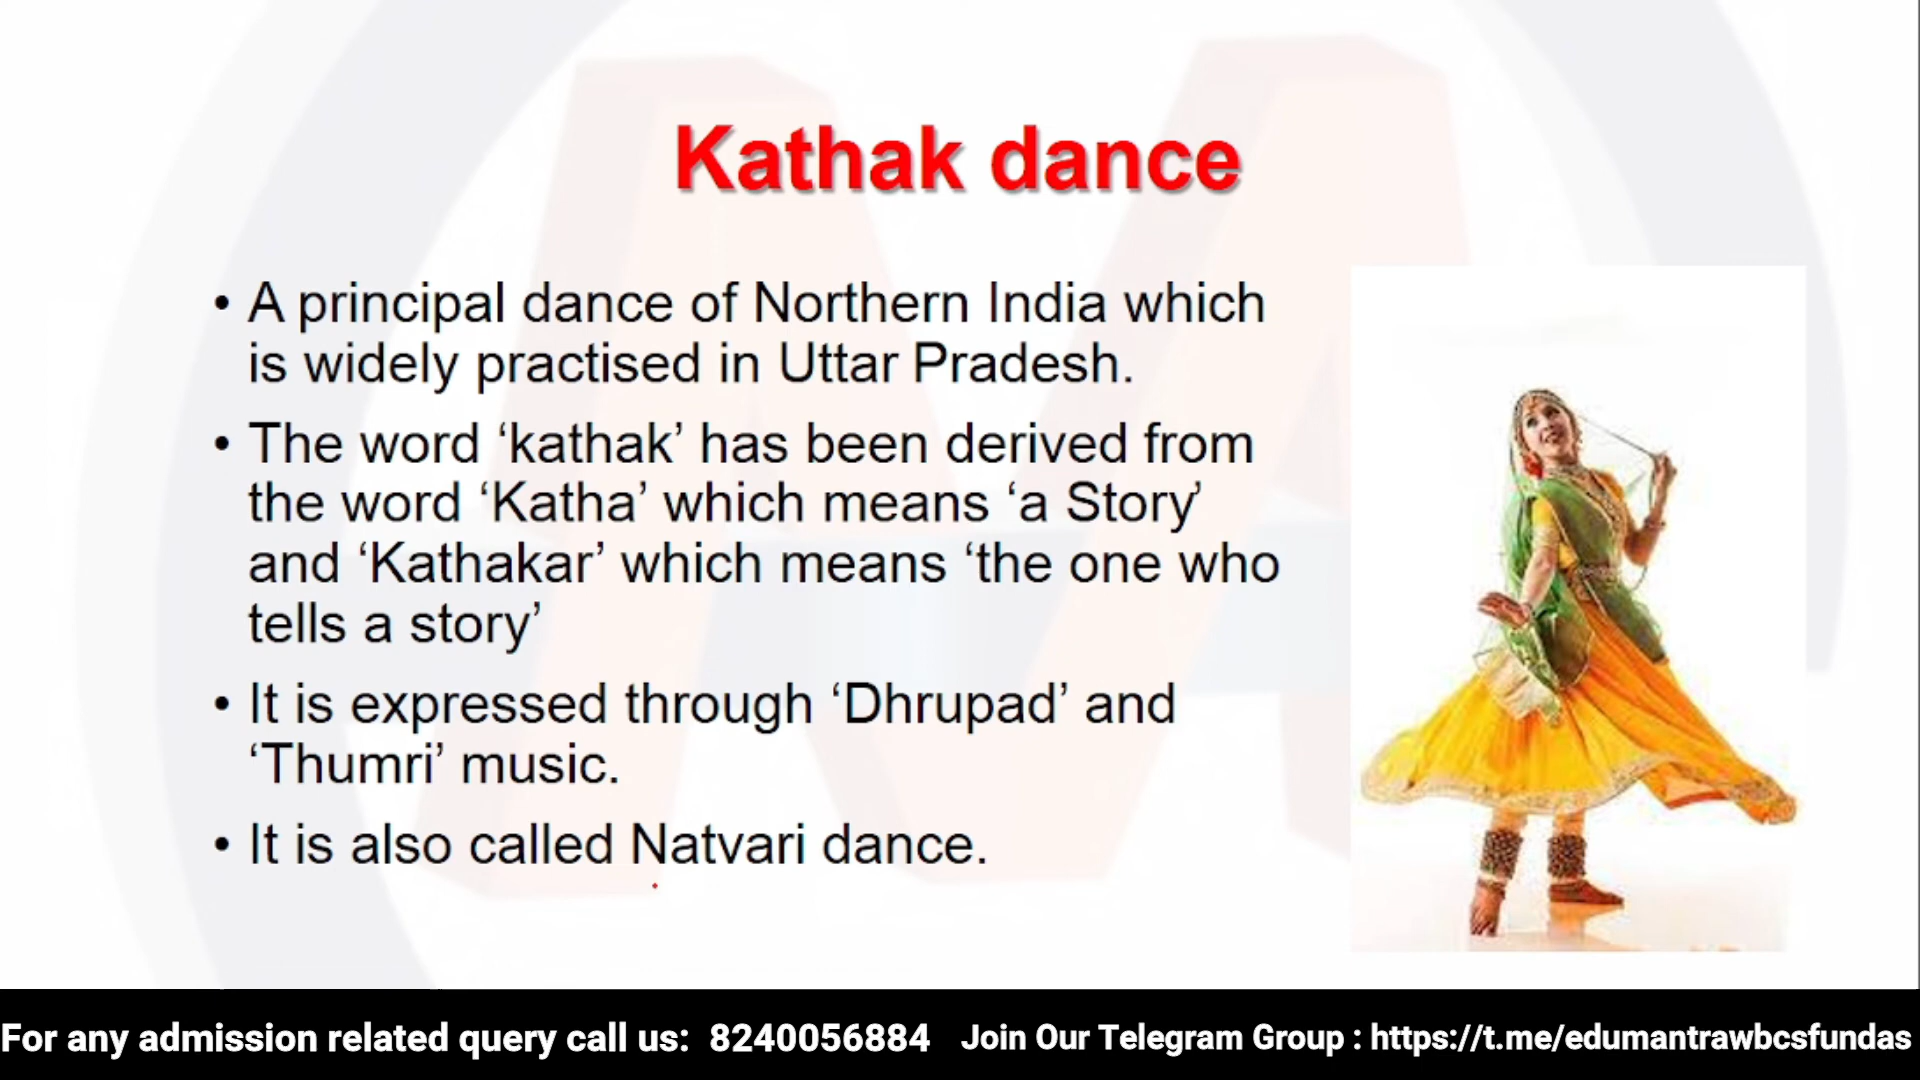 Kathak dance
• A principal dance of Northern India which
is widely practised in Uttar Pradesh.
• The word ‘kathak’ has been derived from
the word ‘Katha’ which means ‘a Story’
and ‘Kathakar’ which means ‘the one who
tells a story’
• It is expressed through ‘Dhrupad’ and
‘Thumri’ music.
• It is also called Natvari dance.
For any admission related query call us: 8240056884 Join Our Telegram Group : https://t.me/edumantrawbcsfundas